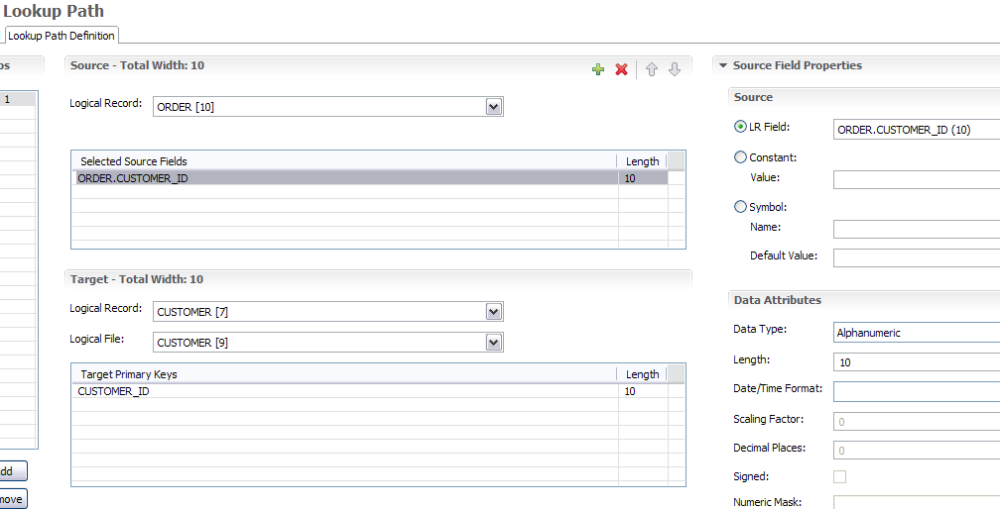 Lookup Path
Lookup Path Definition
ps
1
dd
move
Source - Total Width: 10
Logical Record: ORDER [10]
Selected Source Fields Length
ORDER.CUSTOMER_ID 10
Target - Total Width: 10
Logical Record: CUSTOMER [7]
Logical File: CUSTOMER [9]
Target Primary Keys Length
CUSTOMER_ID 10
Source Field Properties
Source
LR Field: ORDER.CUSTOMER_ID (10)
Constant:
Value:
Symbol:
Name:
Default Value:
Data Attributes
Data Type: Alphanumeric
Length: 10
Date/Time Format:
Scaling Factor: 0
Decimal Places: 0
Signed:
Numeric Mask: